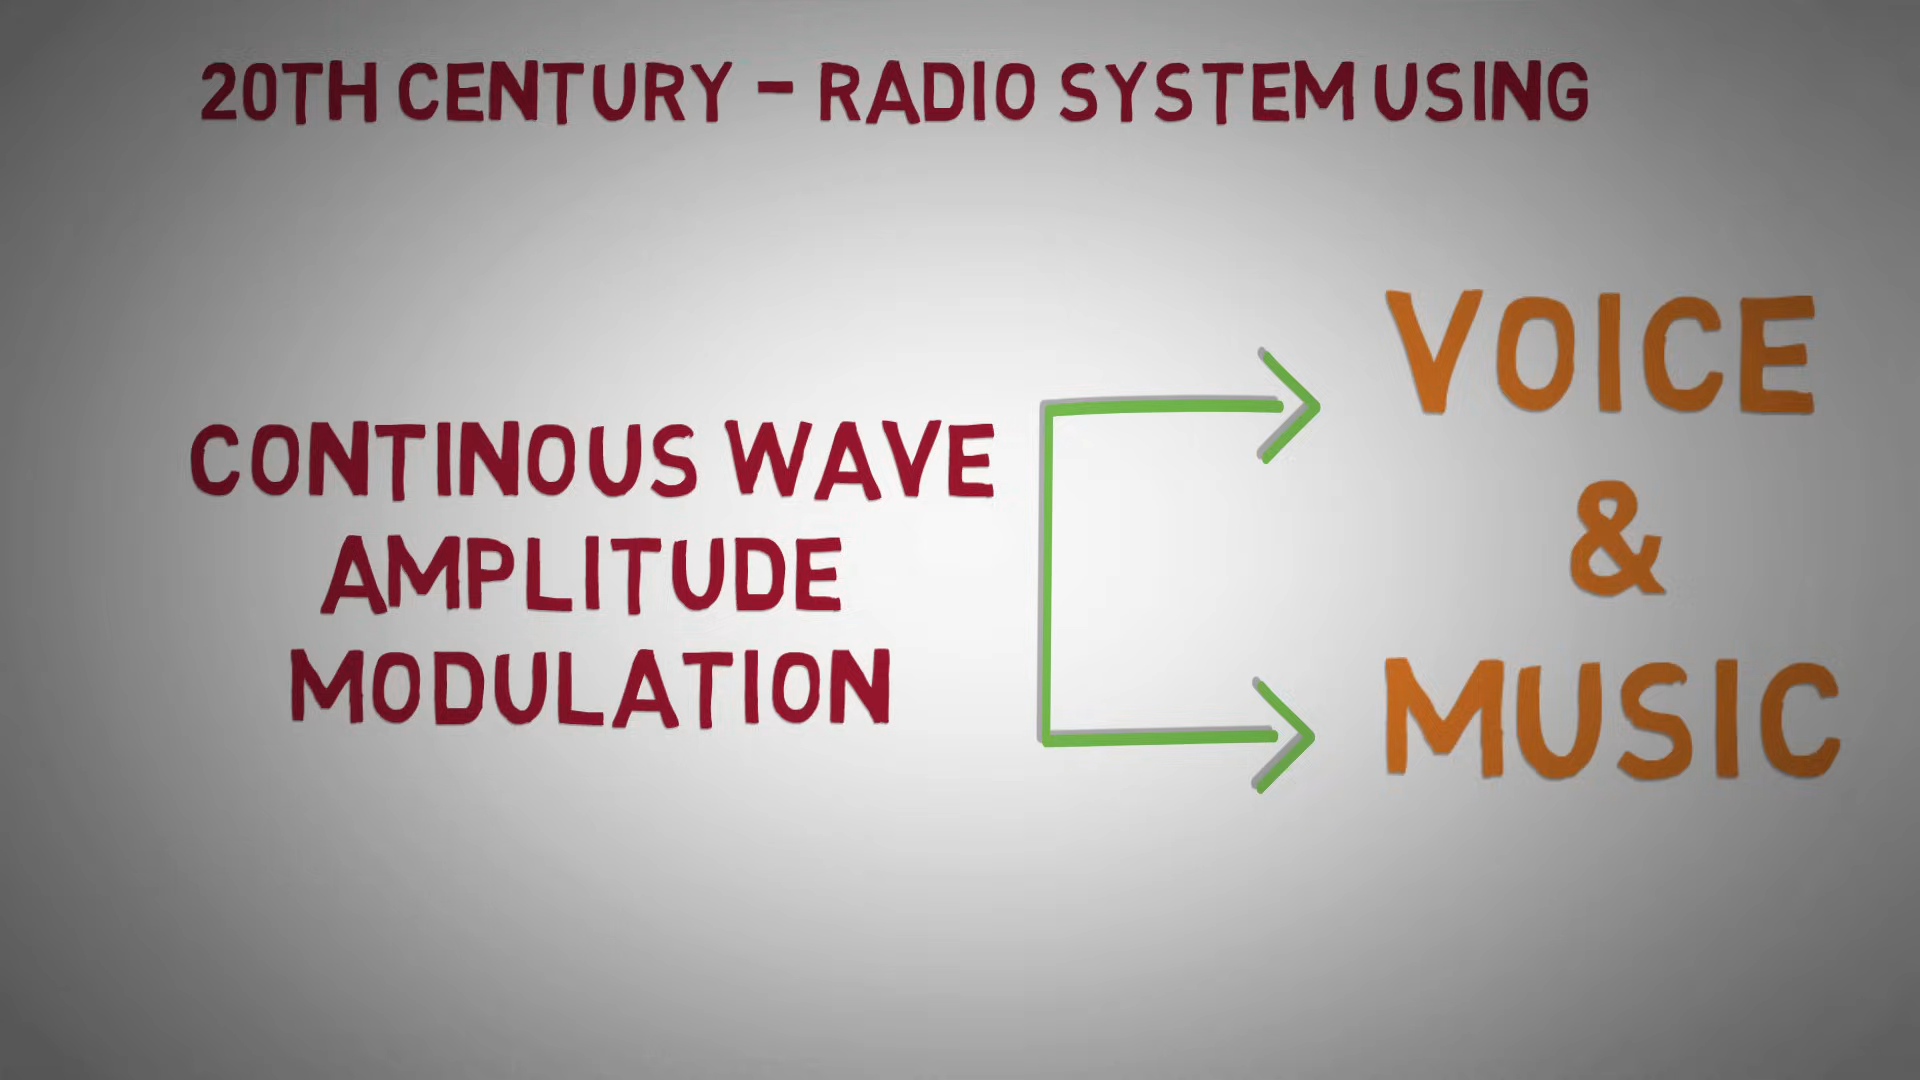 20TH CENTURY - RADIO SYSTEM USING
CONTINOUS WAVE
AMPLITUDE
MODULATION
VOICE
&
MUSIC